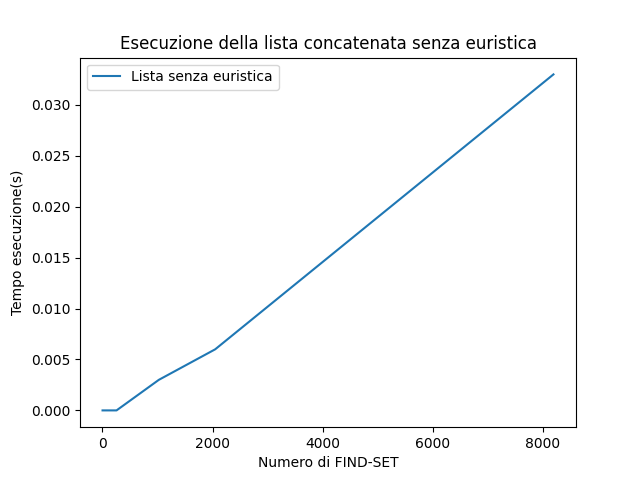 Esecuzione della lista concatenata senza euristica
Lista senza euristica
Tempo esecuzione(s)
0.030
0.025
0.020
0.015
0.010
0.005
0.000
0 2000 4000 6000 8000
Numero di FIND-SET